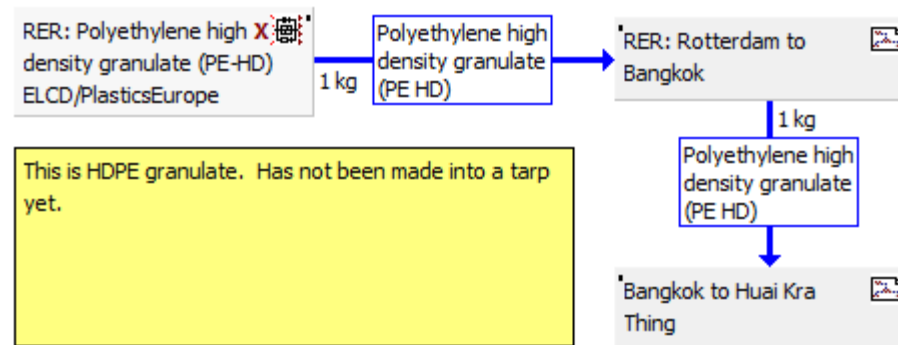 RER: Polyethylene high X
density granulate (PE-HD)
ELCD/PlasticsEurope
1 kg
Polyethylene high
density granulate
(PE HD)
RER: Rotterdam to
Bangkok
1 kg
Polyethylene high
density granulate
(PE HD)
This is HDPE granulate.  Has not been made into a tarp
yet.
Bangkok to Huai Kra
Thing